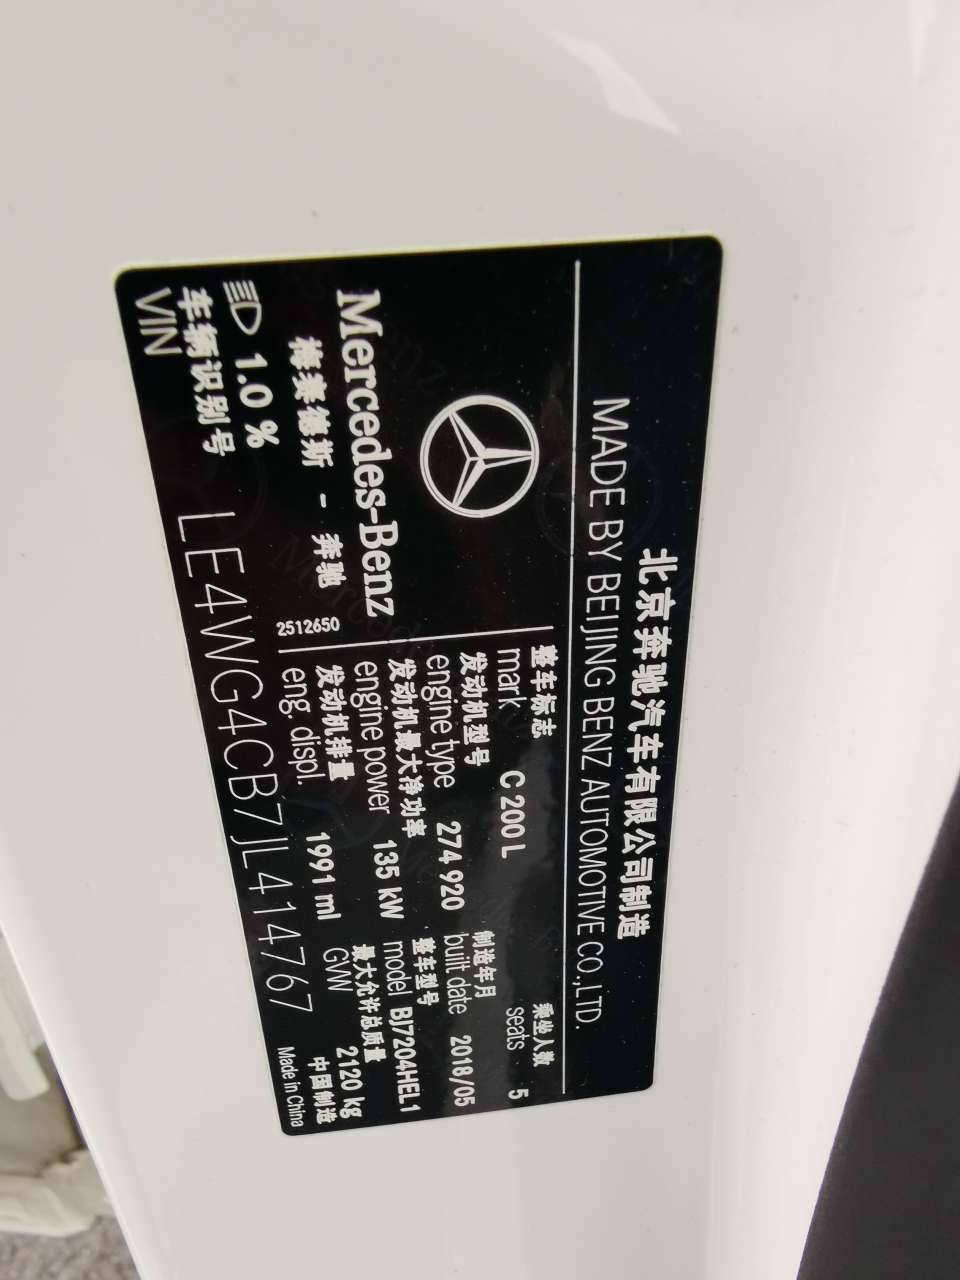 北京奔驰汽车有限公司制造
MADE BY BEIJING BENZ AUTOMOTIVE CO.,LTD.
Mercedes-Benz
梅赛德斯 - 奔驰
2512650
整车标志
mark C 200 L
乘坐人数
seats 5
发动机型号
engine type 274 920
制造年月
built date 2018/05
发动机最大净功率
engine power 135 kW
整车型号
model BJ7204HEL1
发动机排量
eng. displ. 1991 ml
最大允许总质量
GVW 2120 kg
1.0 %
车辆识别号
VIN LE4WG4CB7JL414767
中国制造
Made in China